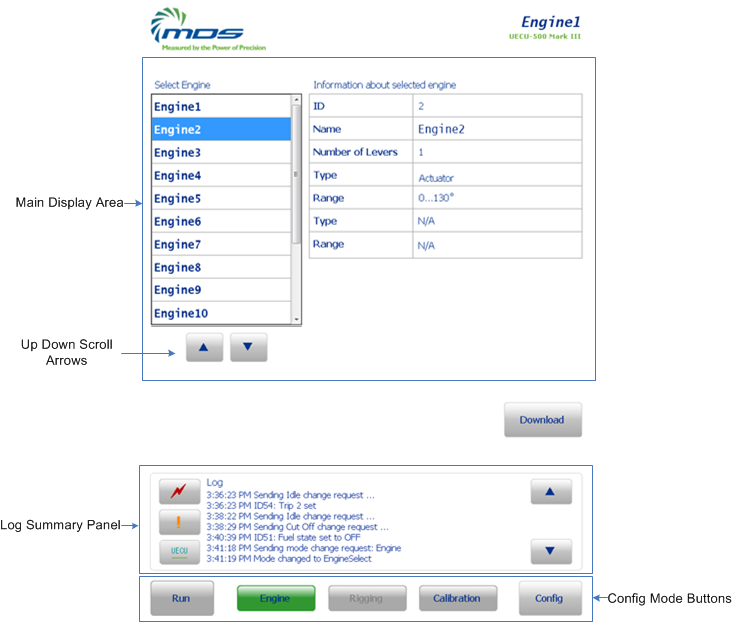 mDS
Measured by the Power of Precision
Engine1
UECU-500 Mark III
Select Engine
Engine1
Engine2
Engine3
Engine4
Engine5
Engine6
Engine7
Engine8
Engine9
Engine10
Information about selected engine
ID 2
Name Engine2
Number of Levers 1
Type Actuator
Range 0...130°
Type N/A
Range N/A
Main Display Area
Up Down Scroll
Arrows
Download
Log Summary Panel
Log
3:36:23 PM Sending Idle change request ...
3:36:23 PM ID54: Trip 2 set
3:38:22 PM Sending Idle change request ...
3:38:29 PM Sending Cut Off change request ...
3:40:39 PM ID51: Fuel state set to OFF
3:41:18 PM Sending mode change request: Engine
3:41:19 PM Mode changed to EngineSelect
!
UECU
Run
Engine
Rigging
Calibration
Config
Config Mode Buttons